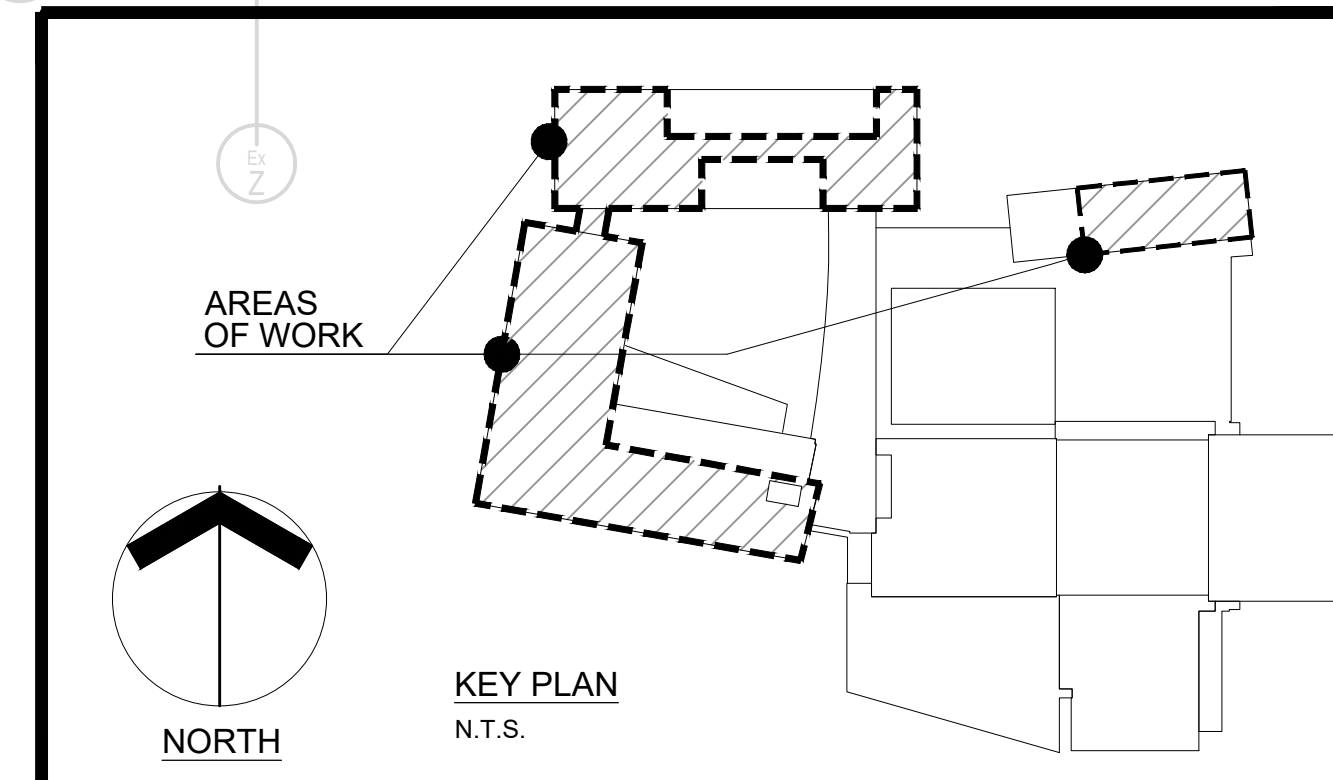 Ex
Z
AREAS
OF WORK
KEY PLAN
N.T.S.
NORTH